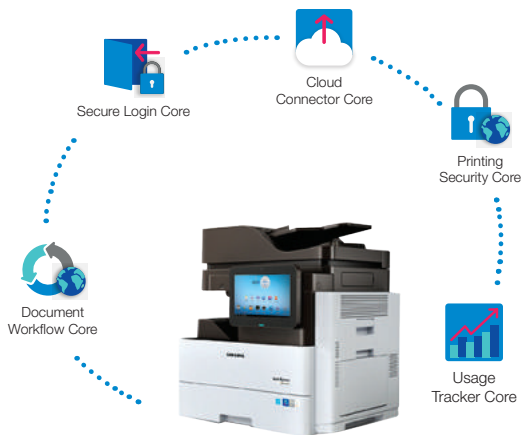 Cloud
Connector Core
Secure Login Core
Printing
Security Core
Document
Workflow Core
SAMSUNG
Usage
Tracker Core